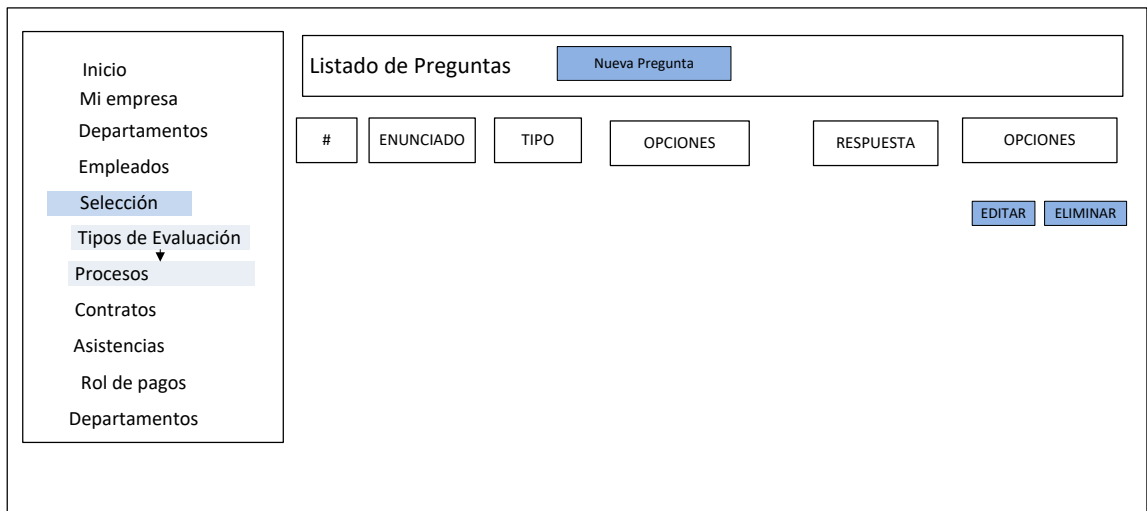 Inicio
Mi empresa
Departamentos
Empleados
Selección
Tipos de Evaluación
Procesos
Contratos
Asistencias
Rol de pagos
Departamentos
Listado de Preguntas
Nueva Pregunta
# ENUNCIADO TIPO OPCIONES RESPUESTA OPCIONES
EDITAR ELIMINAR